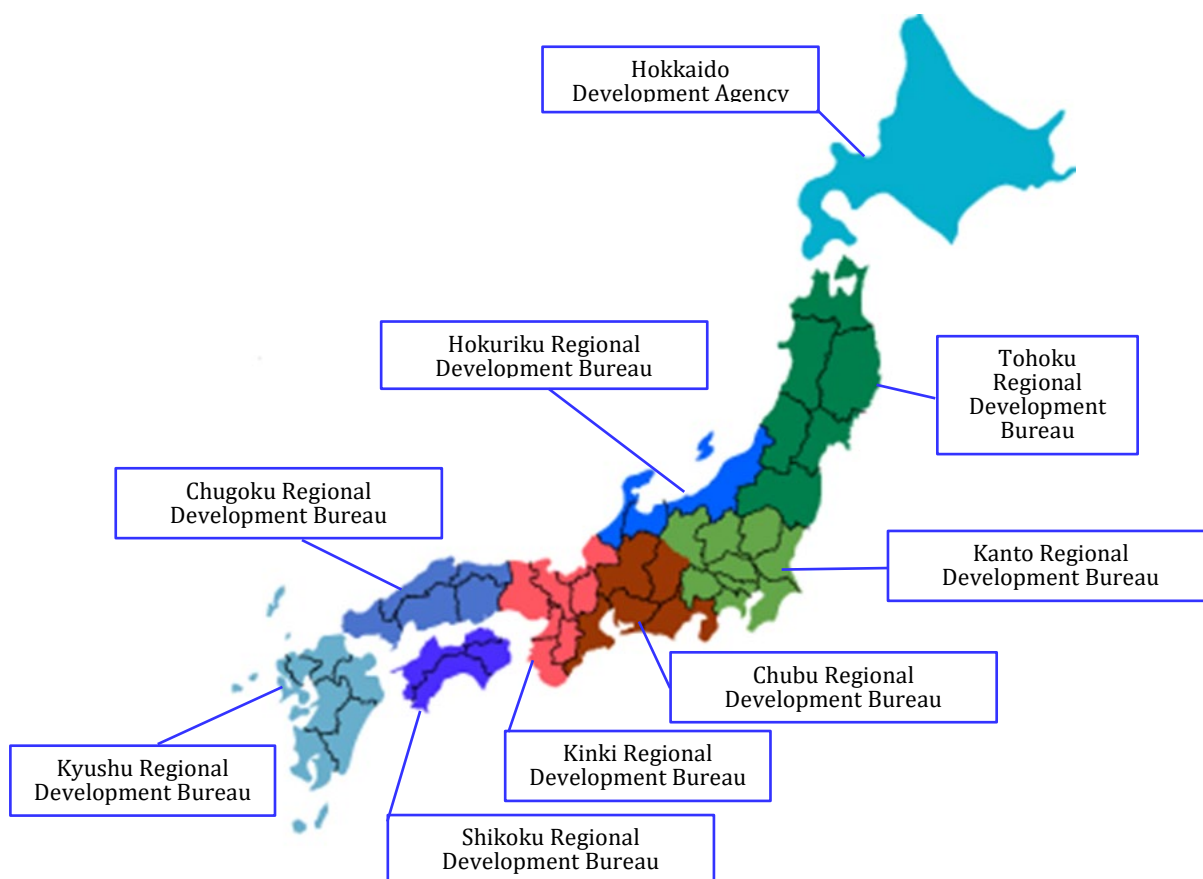 Hokkaido
Development Agency
Hokuriku Regional
Development Bureau
Tohoku
Regional
Development
Bureau
Chugoku Regional
Development Bureau
Kanto Regional
Development Bureau
Chubu Regional
Development Bureau
Kinki Regional
Development Bureau
Kyushu Regional
Development Bureau
Shikoku Regional
Development Bureau